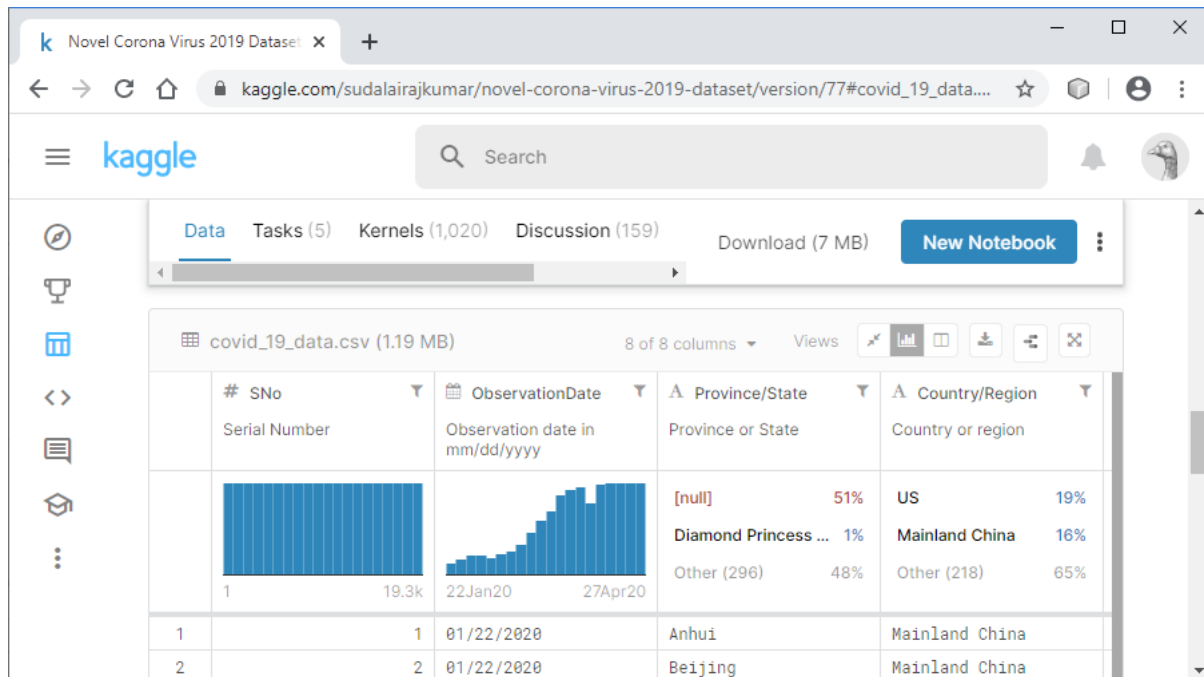 Novel Corona Virus 2019 Dataset
kaggle.com/sudalairajkumar/novel-corona-virus-2019-dataset/version/77#covid_19_data....
kaggle
Search
Data Tasks (5) Kernels (1,020) Discussion (159) Download (7 MB) New Notebook
covid_19_data.csv (1.19 MB) 8 of 8 columns Views
# SNo A Province/State A Country/Region ObservationDate
Serial Number
Observation date in
mm/dd/yyyy
Province or State
Country or region
1 19.3k
22Jan20 27Apr20
[null] 51%
Diamond Princess ... 1%
Other (296) 48%
US 19%
Mainland China 16%
Other (218) 65%
1 1 01/22/2020 Anhui Mainland China
2 2 01/22/2020 Beijing Mainland China